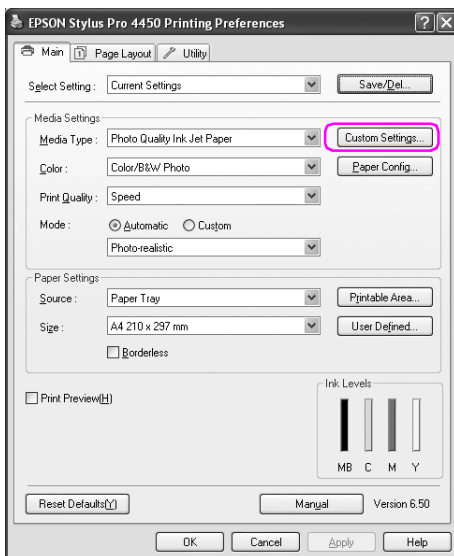 EPSON Stylus Pro 4450 Printing Preferences
Main Page Layout Utility
Select Setting : Current Settings Save/Del...
Media Settings
Media Type : Photo Quality Ink Jet Paper Custom Settings...
Color : Color/B&W Photo Paper Config...
Print Quality : Speed
Mode : Automatic Custom
Photo-realistic
Paper Settings
Source : Paper Tray Printable Area...
Size : A4 210 x 297 mm User Defined...
Borderless
Print Preview(H)
Ink Levels
MB C M Y
Reset Defaults(Y) Manual Version 6.50
OK Cancel Apply Help